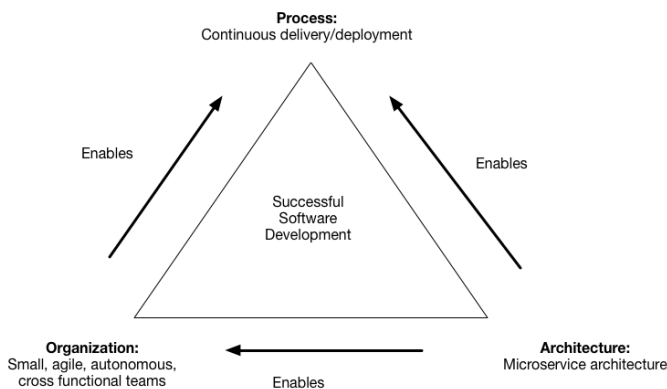 Process:
Continuous delivery/deployment
Enables
Enables
Successful
Software
Development
Organization:
Small, agile, autonomous,
cross functional teams
Enables
Architecture:
Microservice architecture